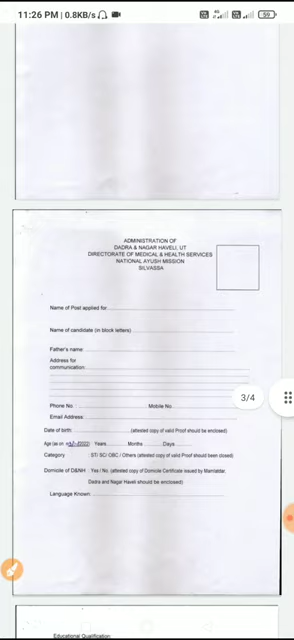 11:26 PM | 0.8KB/s
4G
59
ADMINISTRATION OF
DADRA & NAGAR HAVELI, UT
DIRECTORATE OF MEDICAL & HEALTH SERVICES
NATIONAL AYUSH MISSION
SILVASSA
Name of Post applied for
Name of candidate (in block letters)
Father's name
Address for
communication:
3/4
Phone No : Mobile No
Email Address:
Date of birth: (attested copy of valid Proof should be enclosed)
Age (as on /2022) Years Months Days
Category : ST/ SC/ OBC / Others (attested copy of valid Proof should been closed)
Domicile of D&NH : Yes / No. (attested copy of Domicile Certificate issued by Mamlatdar,
Dadra and Nagar Haveli should be enclosed)
Language Known:
Educational Qualification